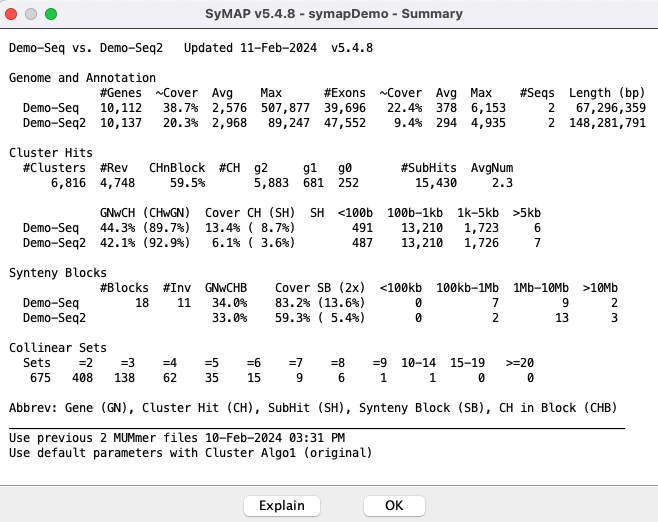 SyMAP v5.4.8 - symapDemo - Summary
Demo-Seq vs. Demo-Seq2   Updated 11-Feb-2024  v5.4.8
Genome and Annotation
             #Genes  ~Cover  Avg    Max      #Exons  ~Cover  Avg  Max    #Seqs  Length (bp)
  Demo-Seq   10,112  38.7%  2,576  507,877  39,696  22.4%  378  6,153      2   67,296,359
  Demo-Seq2  10,137  20.3%  2,968   89,247  47,552   9.4%  294  4,935      2  148,281,791
Cluster Hits
  #Clusters  #Rev   CHnBlock  #CH  g2     g1   g0      #SubHits  AvgNum
      6,816  4,748     59.5%       5,883  681  252       15,430     2.3
             GNwCH (CHwGN)  Cover CH (SH)  SH  <100b  100b-1kb  1k-5kb  >5kb
  Demo-Seq   44.3% (89.7%)  13.4% ( 8.7%)        491    13,210   1,723     6
  Demo-Seq2  42.1% (92.9%)   6.1% ( 3.6%)        487    13,210   1,726     7
Synteny Blocks
             #Blocks  #Inv  GNwCHB    Cover SB (2x)  <100kb  100kb-1Mb  1Mb-10Mb  >10Mb
  Demo-Seq        18    11   34.0%    83.2% (13.6%)       0          7         9      2
  Demo-Seq2                  33.0%    59.3% ( 5.4%)       0          2        13      3
Collinear Sets
  Sets   =2   =3   =4   =5   =6   =7   =8   =9  10-14  15-19  >=20
   675  408  138   62   35   15    9    6    1      1      0     0
Abbrev: Gene (GN), Cluster Hit (CH), SubHit (SH), Synteny Block (SB), CH in Block (CHB)
Use previous 2 MUMmer files 10-Feb-2024 03:31 PM
Use default parameters with Cluster Algo1 (original)
Explain   OK